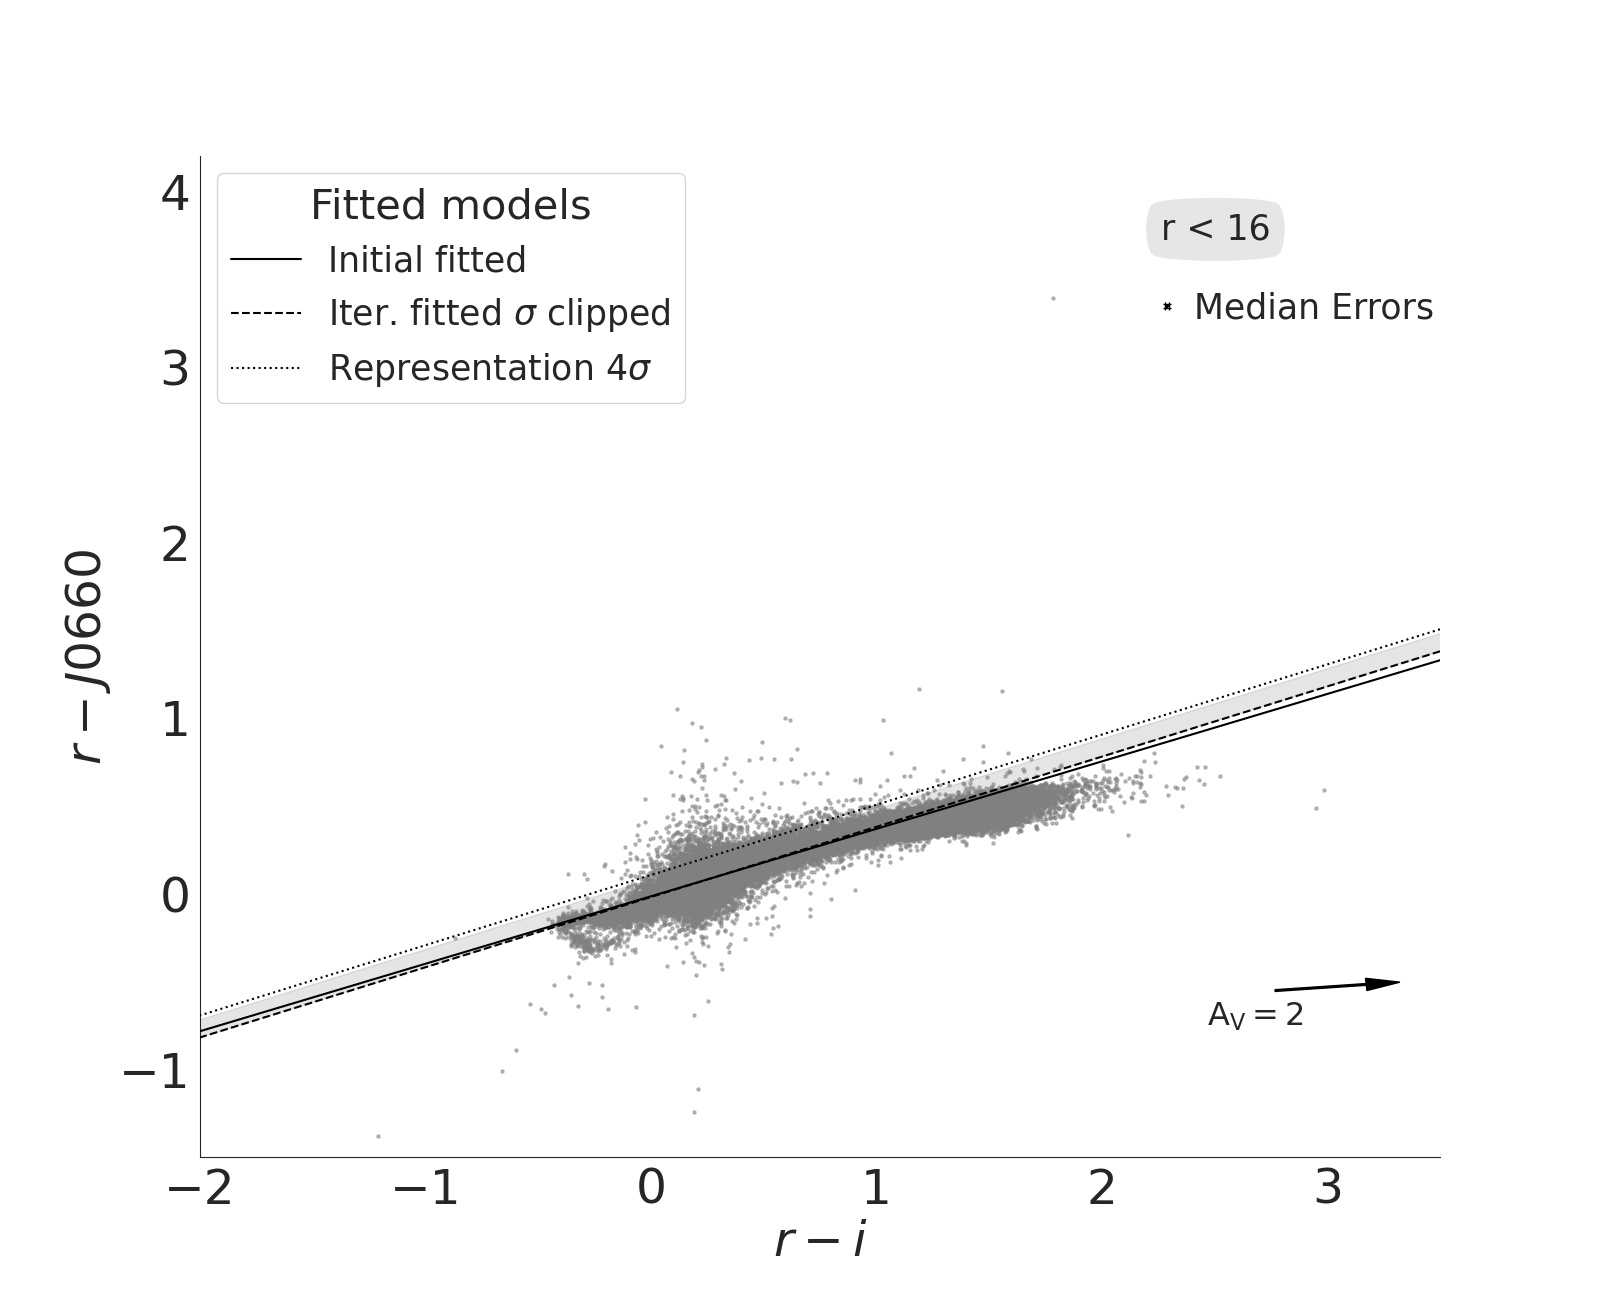 Fitted models
Initial fitted
Iter. fitted σ clipped
Representation 4σ
r < 16
Median Errors
4
3
2
1
0
−1
r − J0660
A_V = 2
−2 −1 0 1 2 3
r − i